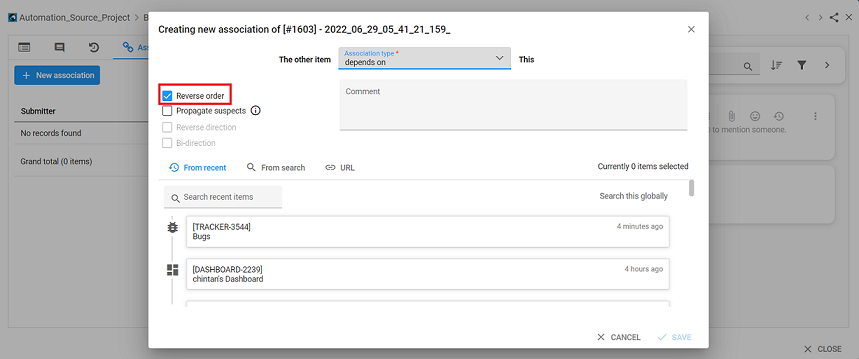 Automation_Source_Project > B
Creating new association of [#1603] - 2022_06_29_05_41_21_159_
The other item
Association type *
depends on
This
Ass
+ New association
Reverse order
Propagate suspects
Reverse direction
Bi-direction
Comment
Submitter
No records found
Grand total (0 items)
to mention someone.
From recent
From search
URL
Currently 0 items selected
Search recent items
Search this globally
[TRACKER-3544]
Bugs
4 minutes ago
[DASHBOARD-2239]
chintan's Dashboard
4 hours ago
CANCEL
SAVE
CLOSE